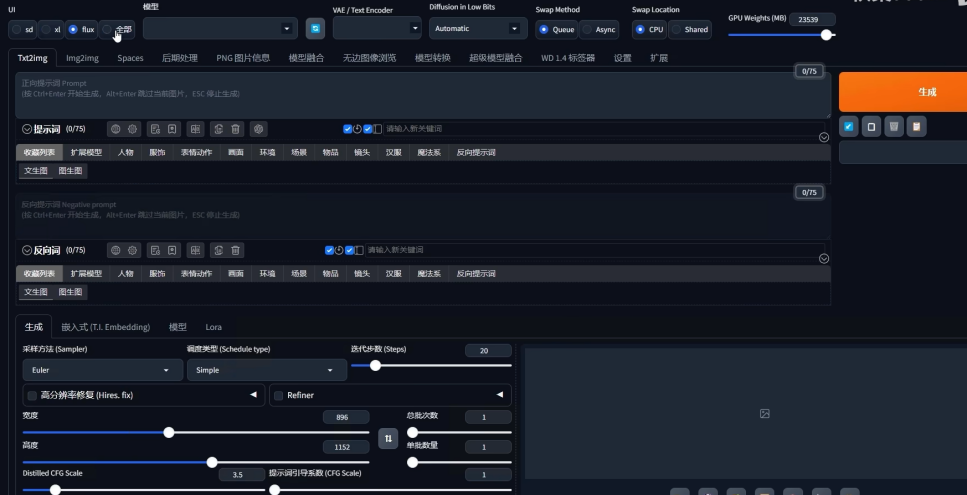 UI
模型
VAE / Text Encoder
Diffusion in Low Bits
Swap Method
Swap Location
GPU Weights (MB) 23539
sd xl flux 全部
Automatic
Queue Async
CPU Shared
Txt2img Img2img Spaces 后期处理 PNG 图片信息 模型融合 无边图像浏览 模型转换 超级模型融合 WD 1.4 标签器 设置 扩展
0/75
正向提示词 Prompt
(按 Ctrl+Enter 开始生成, Alt+Enter 跳过当前图片, ESC 停止生成)
生成
提示词 (0/75) 请输入新关键词
收藏列表 扩展模型 人物 服饰 表情动作 画面 环境 场景 物品 镜头 汉服 魔法系 反向提示词
文生图 图生图
0/75
反向提示词 Negative prompt
(按 Ctrl+Enter 开始生成, Alt+Enter 跳过当前图片, ESC 停止生成)
反向词 (0/75) 请输入新关键词
收藏列表 扩展模型 人物 服饰 表情动作 画面 环境 场景 物品 镜头 汉服 魔法系 反向提示词
文生图 图生图
生成 嵌入式 (T.I. Embedding) 模型 Lora
采样方法 (Sampler) 调度类型 (Schedule type) 迭代步数 (Steps) 20
Euler Simple
高分辨率修复 (Hires. fix) Refiner
宽度 896 总批次数 1
高度 1152 单批数量 1
Distilled CFG Scale 3.5 提示词引导系数 (CFG Scale) 1